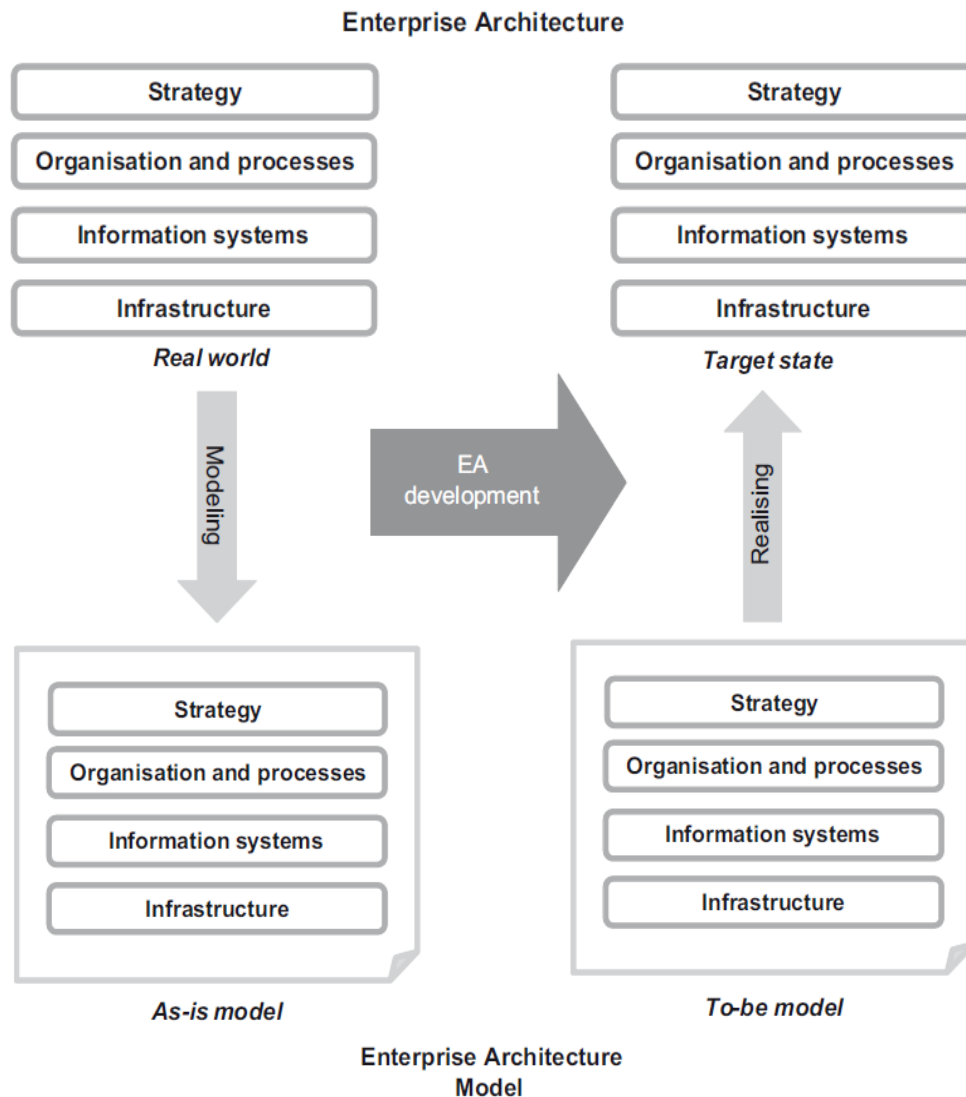 Enterprise Architecture
Strategy
Organisation and processes
Information systems
Infrastructure
Real world
Strategy
Organisation and processes
Information systems
Infrastructure
Target state
Modeling
EA
development
Realising
Strategy
Organisation and processes
Information systems
Infrastructure
As-is model
Strategy
Organisation and processes
Information systems
Infrastructure
To-be model
Enterprise Architecture
Model